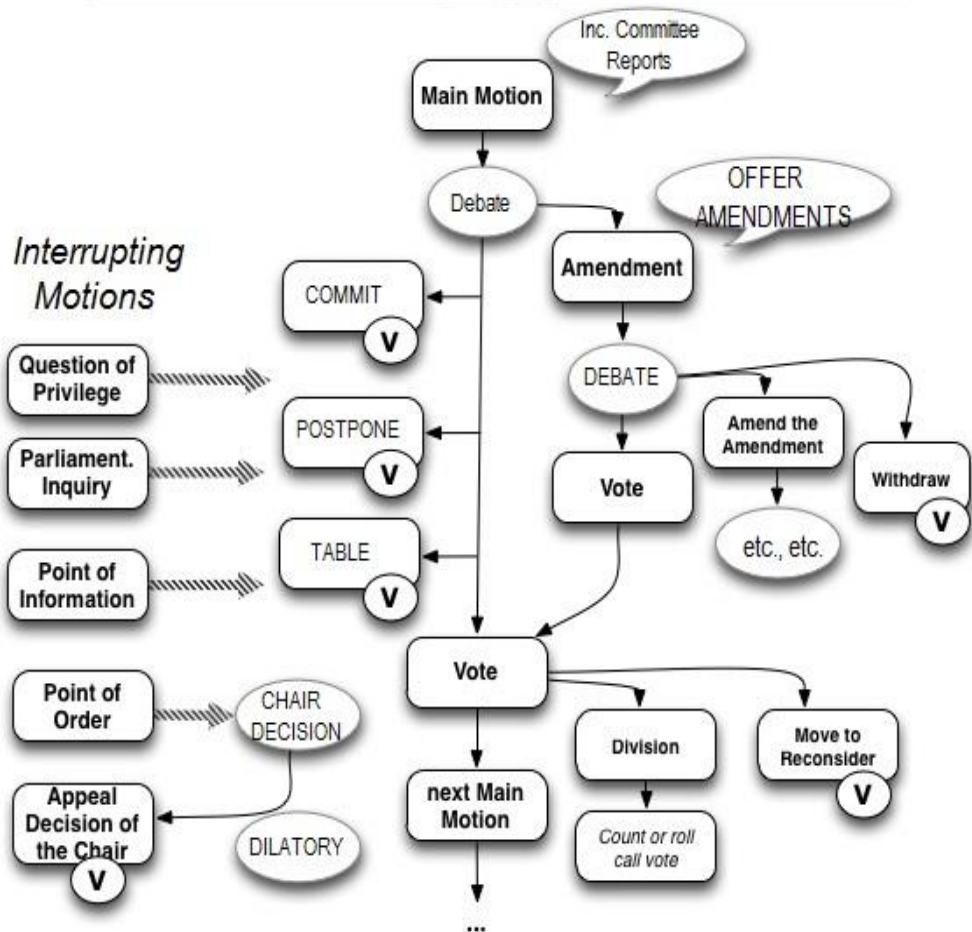 Inc. Committee
Reports
Main Motion
Debate
OFFER
AMENDMENTS
Amendment
Interrupting
Motions
COMMIT
V
Question of
Privilege
DEBATE
POSTPONE
V
Amend the
Amendment
Parliament.
Inquiry
Vote
Withdraw
V
etc., etc.
TABLE
V
Point of
Information
Vote
Point of
Order
CHAIR
DECISION
Division
Move to
Reconsider
V
Appeal
Decision of
the Chair
V
DILATORY
next Main
Motion
Count or roll
call vote
...